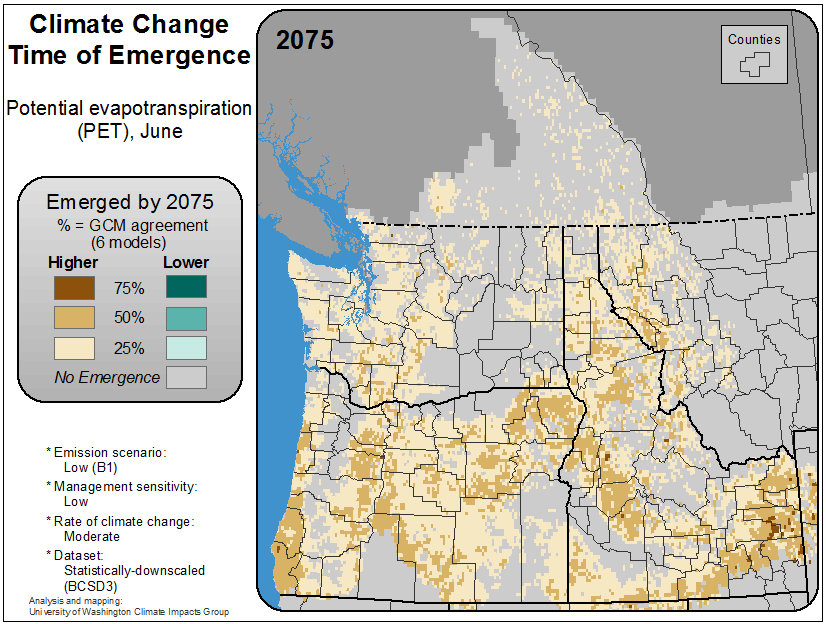 Climate Change
Time of Emergence
Potential evapotranspiration
(PET), June
Emerged by 2075
% = GCM agreement
(6 models)
Higher Lower
75%
50%
25%
No Emergence
* Emission scenario:
Low (B1)
* Management sensitivity:
Low
* Rate of climate change:
Moderate
* Dataset:
Statistically-downscaled
(BCSD3)
Analysis and mapping:
University of Washington Climate Impacts Group
2075
Counties